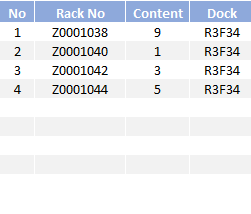 No Rack No Content Dock
1 Z0001038 9 R3F34
2 Z0001040 1 R3F34
3 Z0001042 3 R3F34
4 Z0001044 5 R3F34